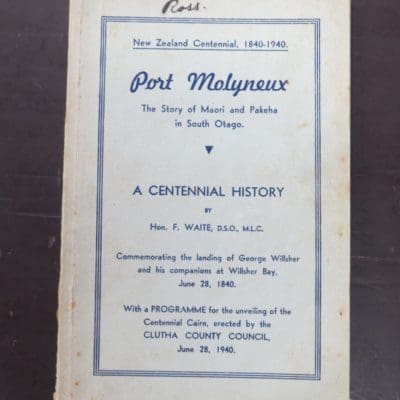 Ross.
New Zealand Centennial, 1840-1940.
Port Molyneux
The Story of Maori and Pakeha
in South Otago.
A CENTENNIAL HISTORY
BY
Hon. F. WAITE, D.S.O., M.L.C.
Commemorating the landing of George Willsher
and his companions at Willsher Bay,
June 28, 1840.
With a PROGRAMME for the unveiling of the
Centennial Cairn, erected by the
CLUTHA COUNTY COUNCIL,
June 28, 1940.